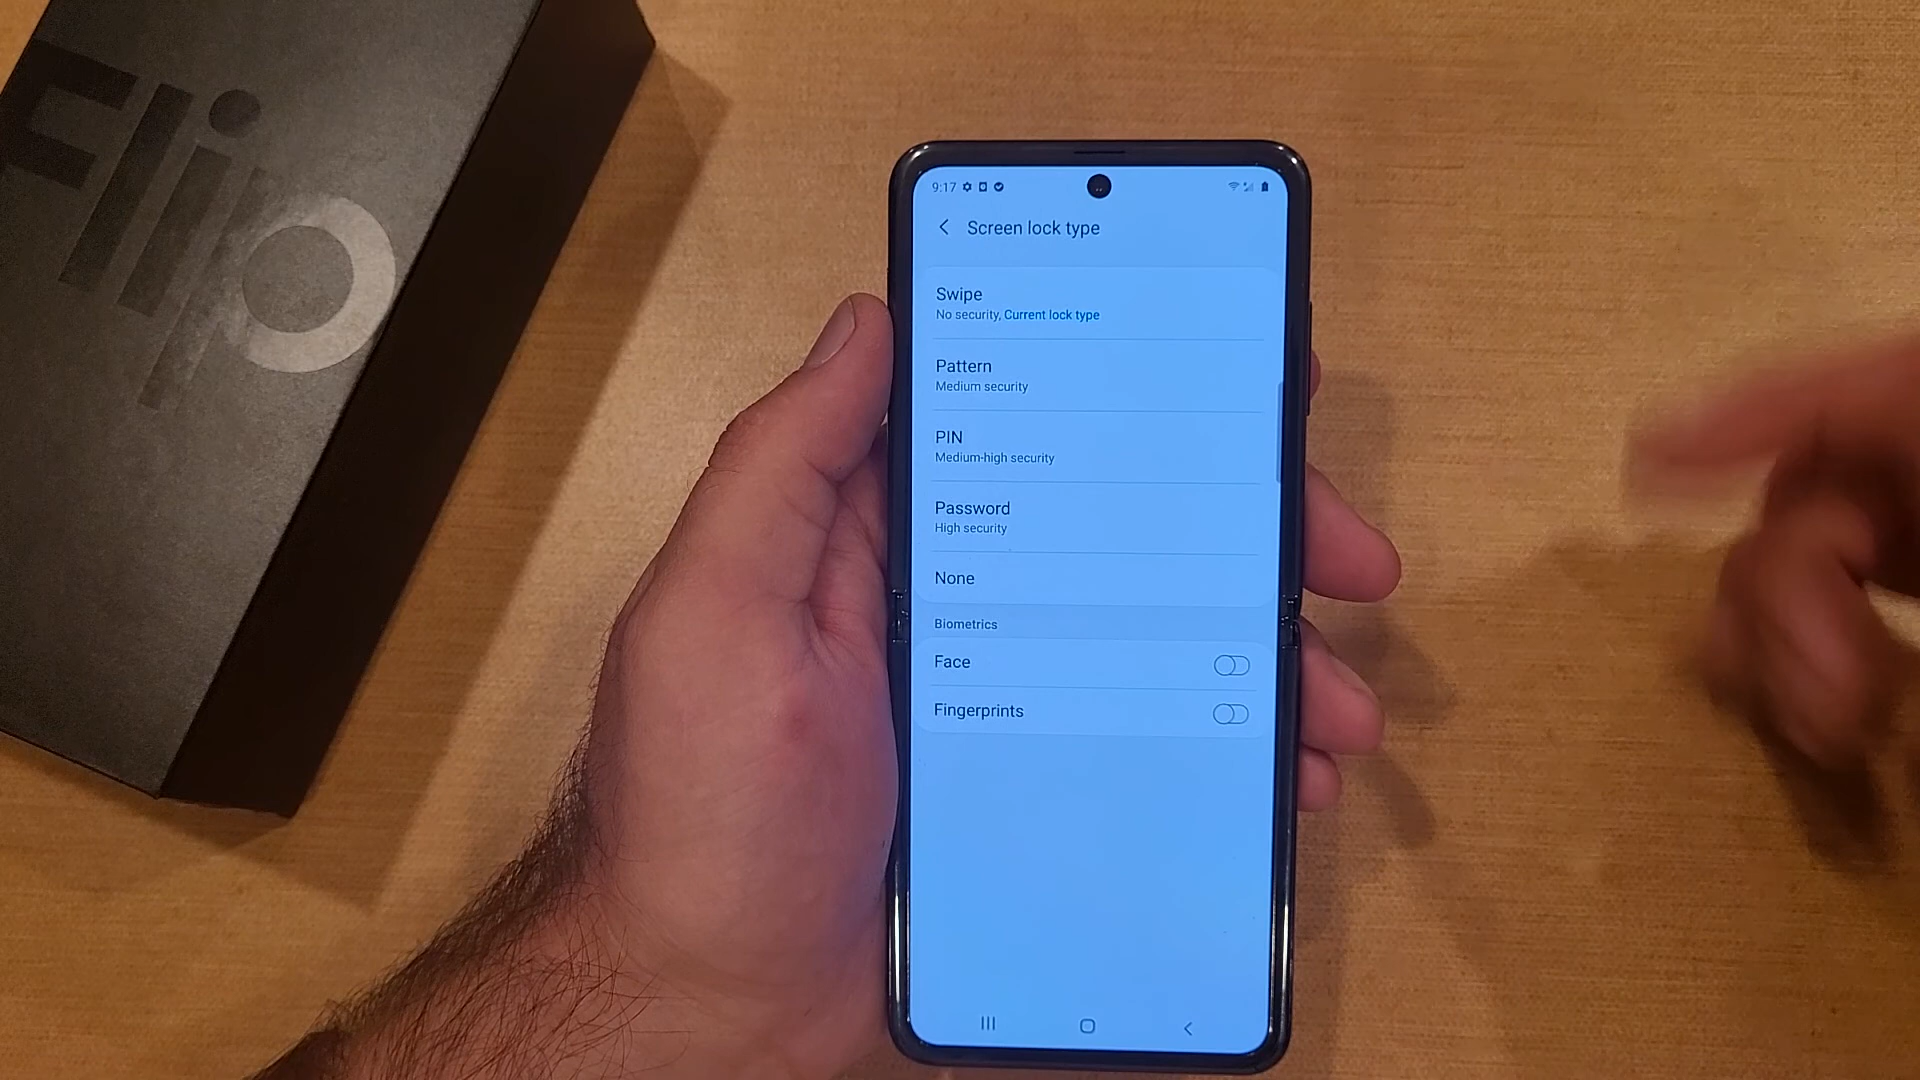 Flip
9:17
Screen lock type
Swipe
No security, Current lock type
Pattern
Medium security
PIN
Medium-high security
Password
High security
None
Biometrics
Face
Fingerprints